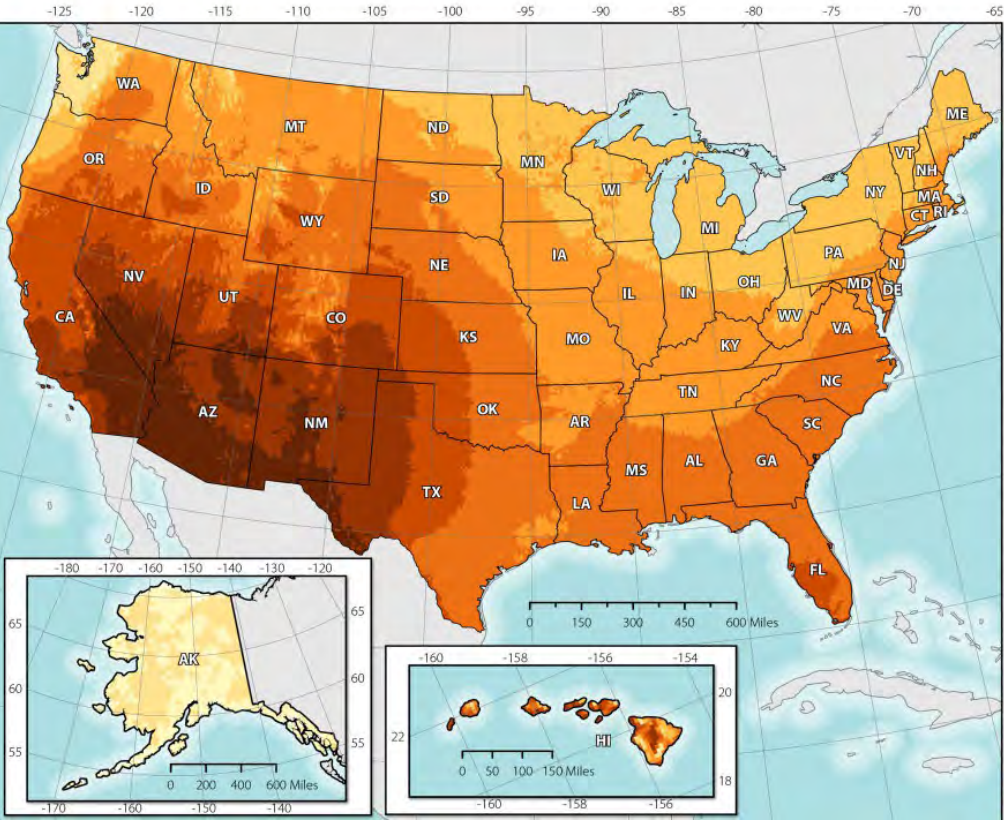 -125 -120 -115 -110 -105 -100 -95 -90 -85 -80 -75 -70 -65
WA
MT
ND
MN
ME
VT
NH
OR
ID
WY
SD
WI
MI
NY
MA
CT RI
NV
UT
CO
NE
IA
IL
IN
OH
PA
NJ
MD DE
CA
KS
MO
KY
WV
VA
AZ
NM
OK
AR
TN
NC
SC
TX
LA
MS
AL
GA
FL
0 150 300 450 600 Miles
-180 -170 -160 -150 -140 -130 -120
65
65
AK
60
60
55
55
0 200 400 600 Miles
-170 -160 -150 -140
-160 -158 -156 -154
20
22
HI
0 50 100 150 Miles
18
-160 -158 -156